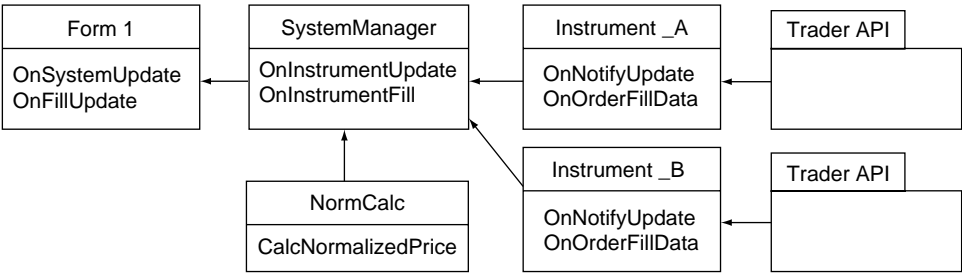 Form 1
OnSystemUpdate
OnFillUpdate
SystemManager
OnInstrumentUpdate
OnInstrumentFill
Instrument _A
OnNotifyUpdate
OnOrderFillData
Trader API
NormCalc
CalcNormalizedPrice
Instrument _B
OnNotifyUpdate
OnOrderFillData
Trader API